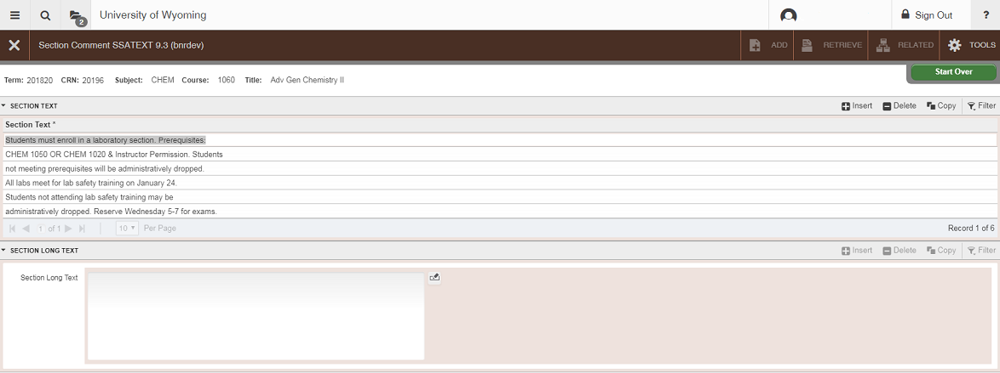 2
University of Wyoming
Sign Out
?
Section Comment SSATEXT 9.3 (bnrdev)
ADD
RETRIEVE
RELATED
TOOLS
Term: 201820 CRN: 20196 Subject: CHEM Course: 1060 Title: Adv Gen Chemistry II
Start Over
SECTION TEXT
Insert Delete Copy Filter
Section Text *
Students must enroll in a laboratory section. Prerequisites:
CHEM 1050 OR CHEM 1020 & Instructor Permission. Students
not meeting prerequisites will be administratively dropped.
All labs meet for lab safety training on January 24.
Students not attending lab safety training may be
administratively dropped. Reserve Wednesday 5-7 for exams.
1 of 1 10 Per Page
Record 1 of 6
SECTION LONG TEXT
Insert Delete Copy Filter
Section Long Text